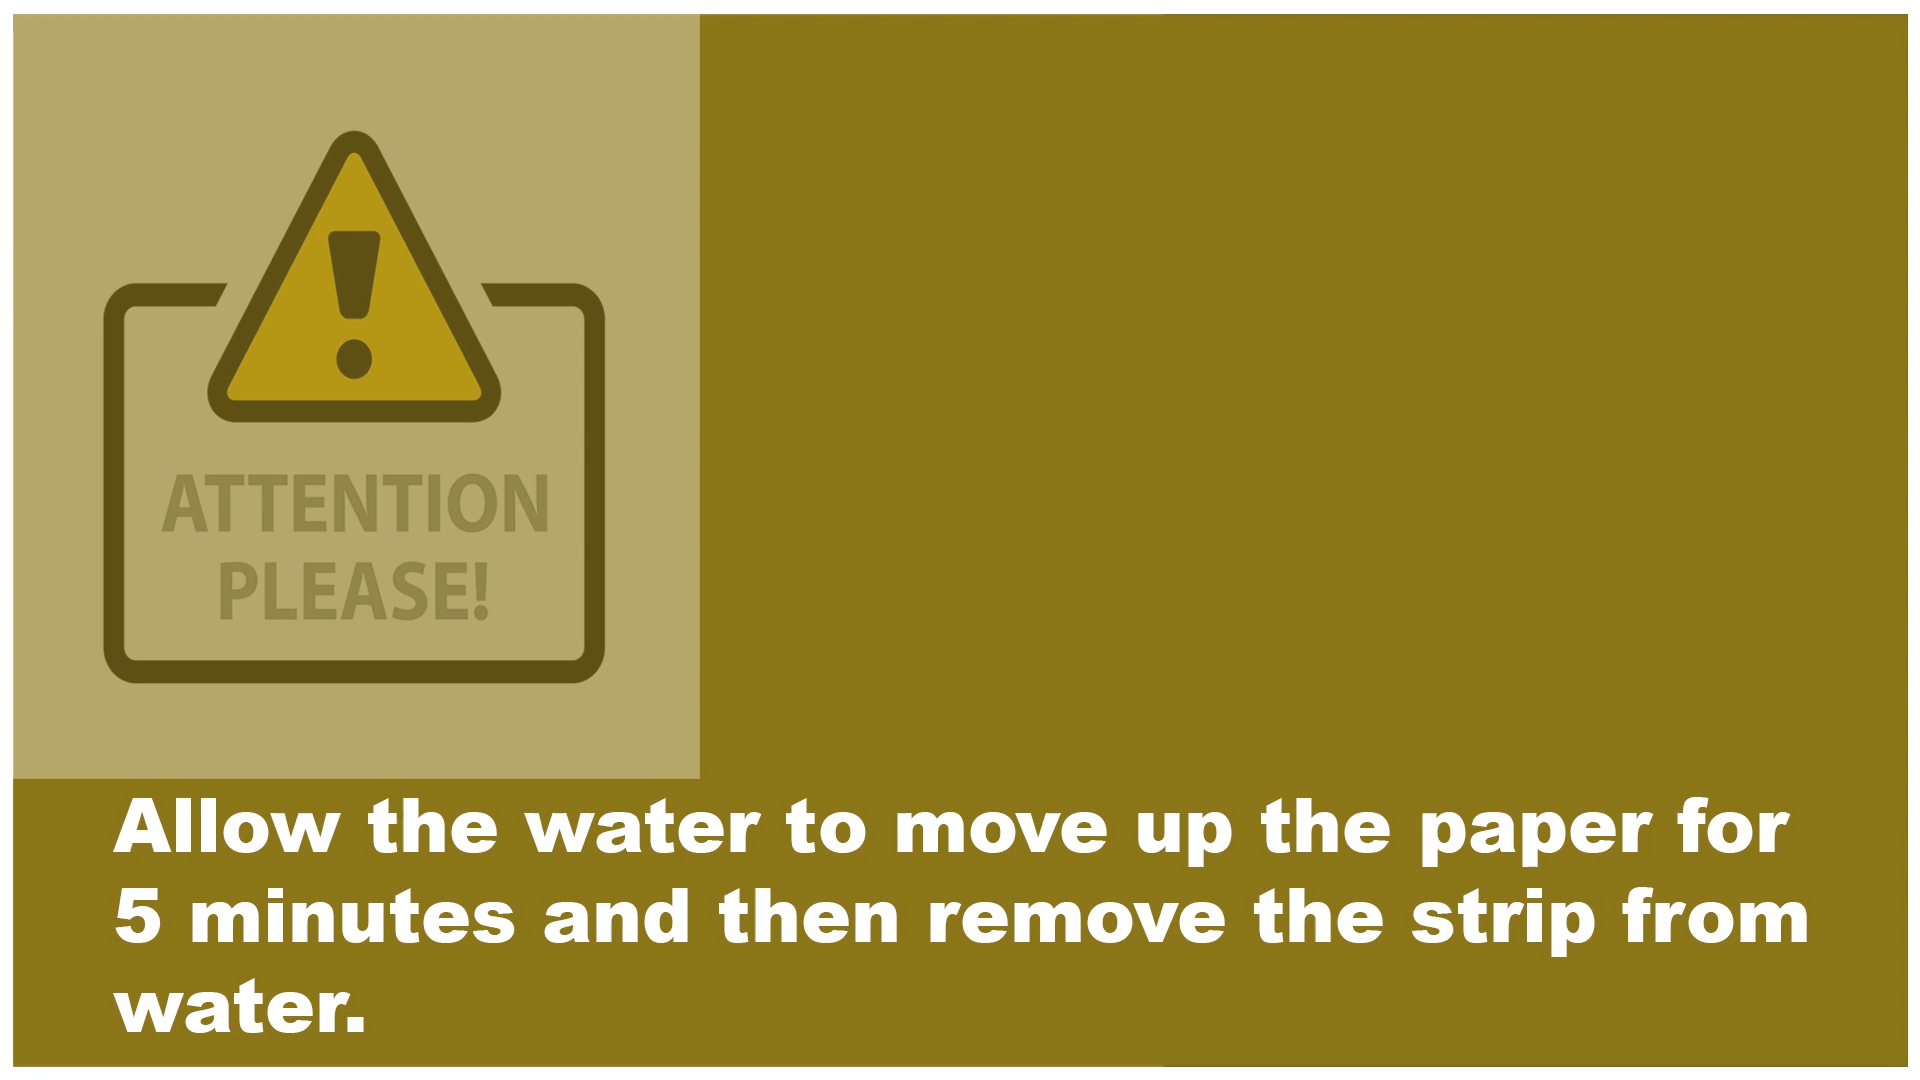 ATTENTION
PLEASE!
Allow the water to move up the paper for
5 minutes and then remove the strip from
water.